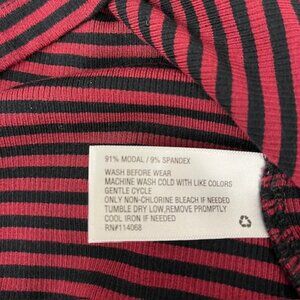 91% MODAL / 9% SPANDEX
WASH BEFORE WEAR
MACHINE WASH COLD WITH LIKE COLORS
GENTLE CYCLE
ONLY NON-CHLORINE BLEACH IF NEEDED
TUMBLE DRY LOW,REMOVE PROMPTLY
COOL IRON IF NEEDED
RN#114068